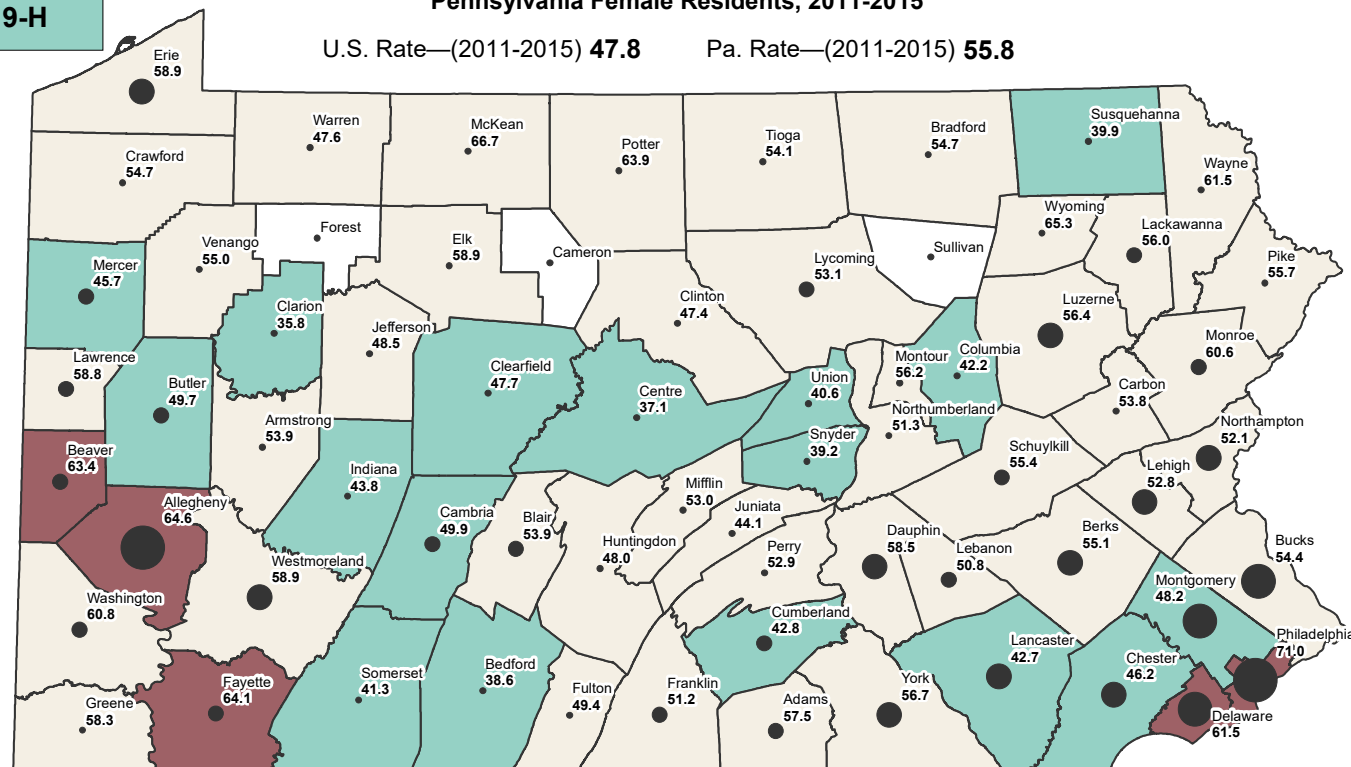 9-H
Pennsylvania Female Residents, 2011-2015
U.S. Rate—(2011-2015) 47.8
Pa. Rate—(2011-2015) 55.8
Erie
58.9
Warren
47.6
McKean
66.7
Potter
63.9
Tioga
54.1
Bradford
54.7
Susquehanna
39.9
Wayne
61.5
Crawford
54.7
Venango
55.0
Forest
Elk
58.9
Cameron
Lycoming
53.1
Sullivan
Wyoming
65.3
Lackawanna
56.0
Pike
55.7
Mercer
45.7
Clarion
35.8
Jefferson
48.5
Clinton
47.4
Luzerne
56.4
Monroe
60.6
Lawrence
58.8
Butler
49.7
Clearfield
47.7
Centre
37.1
Union
40.6
Montour
56.2
Columbia
42.2
Carbon
53.8
Armstrong
53.9
Northumberland
51.3
Northampton
52.1
Beaver
63.4
Indiana
43.8
Snyder
39.2
Schuylkill
55.4
Lehigh
52.8
Allegheny
64.6
Cambria
49.9
Blair
53.9
Mifflin
53.0
Juniata
44.1
Huntingdon
48.0
Perry
52.9
Dauphin
58.5
Lebanon
50.8
Berks
55.1
Bucks
54.4
Westmoreland
58.9
Washington
60.8
Cumberland
42.8
Montgomery
48.2
Lancaster
42.7
Chester
46.2
Philadelphia
71.0
Greene
58.3
Fayette
64.1
Somerset
41.3
Bedford
38.6
Fulton
49.4
Franklin
51.2
Adams
57.5
York
56.7
Delaware
61.5